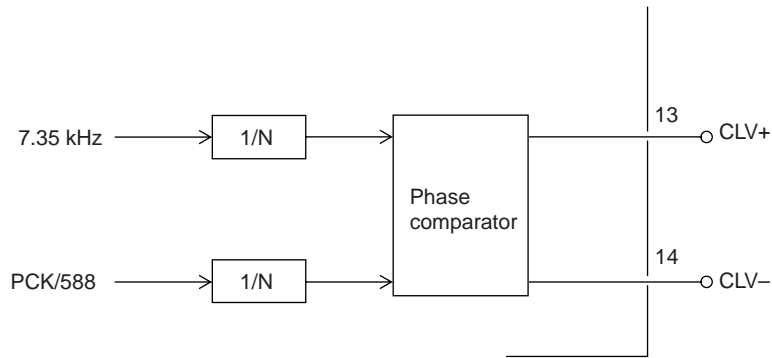 7.35 kHz
1/N
13
CLV+
Phase
comparator
PCK/588
1/N
14
CLV–